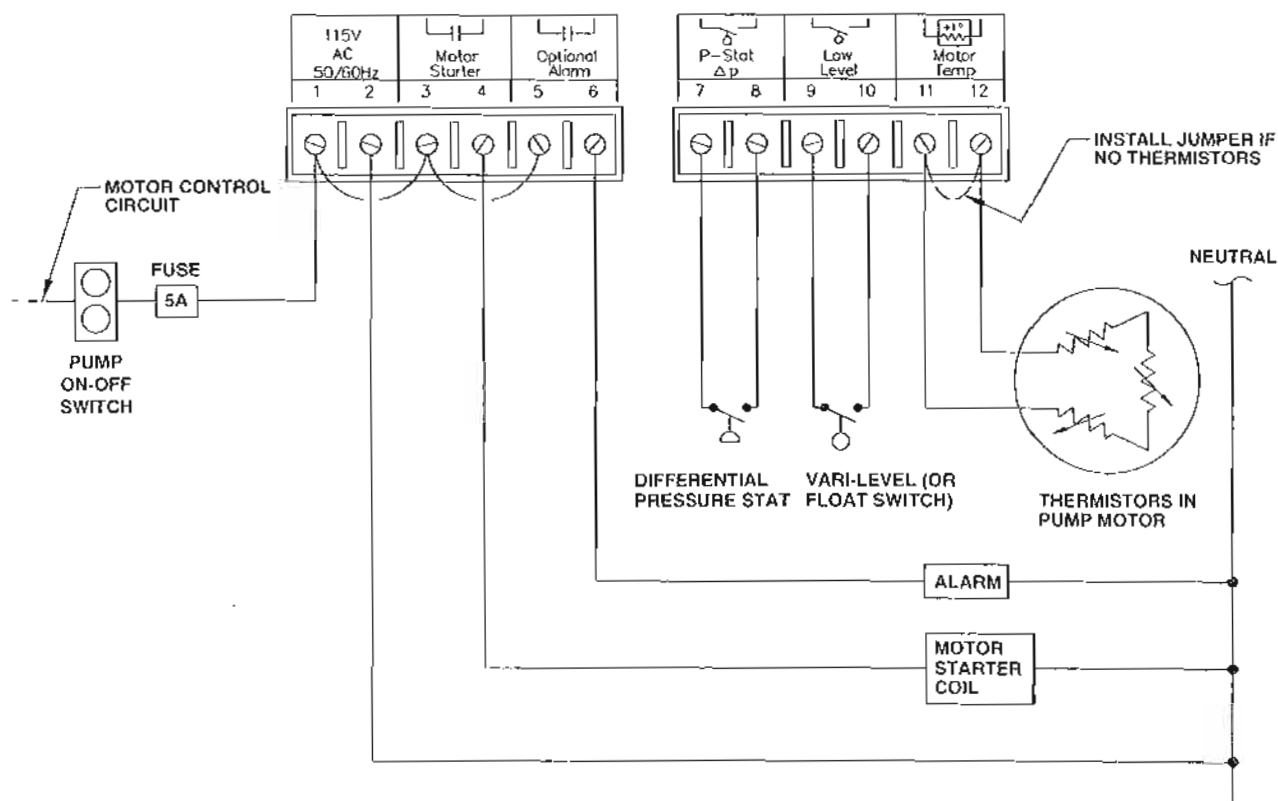 115V
AC
50/60Hz
Motor
Starter
Optional
Alarm
1 2 3 4 5 6
P-Stat
Δp
Low
Level
+t°
Motor
Temp
7 8 9 10 11 12
INSTALL JUMPER IF
NO THERMISTORS
MOTOR CONTROL
CIRCUIT
NEUTRAL
FUSE
5A
PUMP
ON-OFF
SWITCH
DIFFERENTIAL
PRESSURE STAT
VARI-LEVEL (OR
FLOAT SWITCH)
THERMISTORS IN
PUMP MOTOR
ALARM
MOTOR
STARTER
COIL